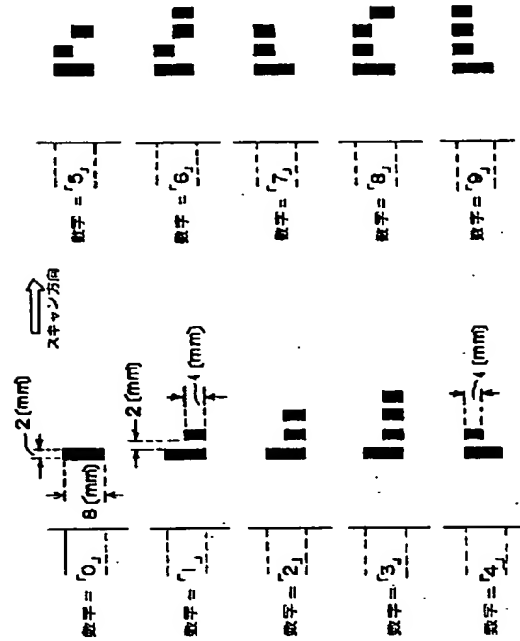 スキャン方向
数字=「0」
2(mm)
8(mm)
数字=「1」
2(mm)
4(mm)
数字=「2」
数字=「3」
数字=「4」
4(mm)
数字=「5」
数字=「6」
数字=「7」
数字=「8」
数字=「9」